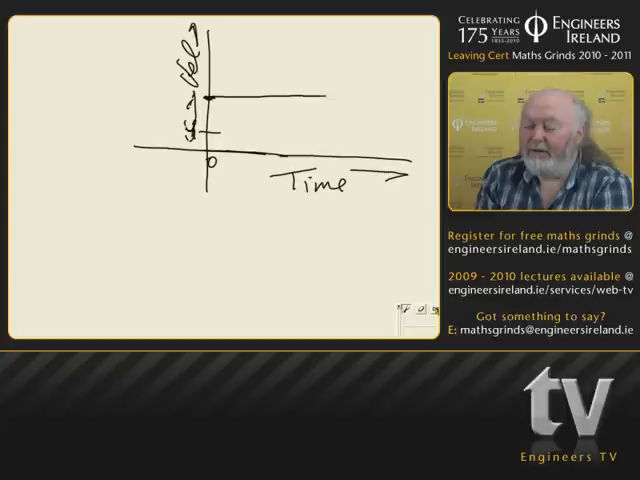 CELEBRATING
175 YEARS
1835-2010
ENGINEERS
IRELAND
Leaving Cert Maths Grinds 2010 - 2011
Vel
0
Time
Register for free maths grinds @
engineersireland.ie/mathsgrinds
2009 - 2010 lectures available @
engineersireland.ie/services/web-tv
Got something to say?
E: mathsgrinds@engineersireland.ie
tv
Engineers TV